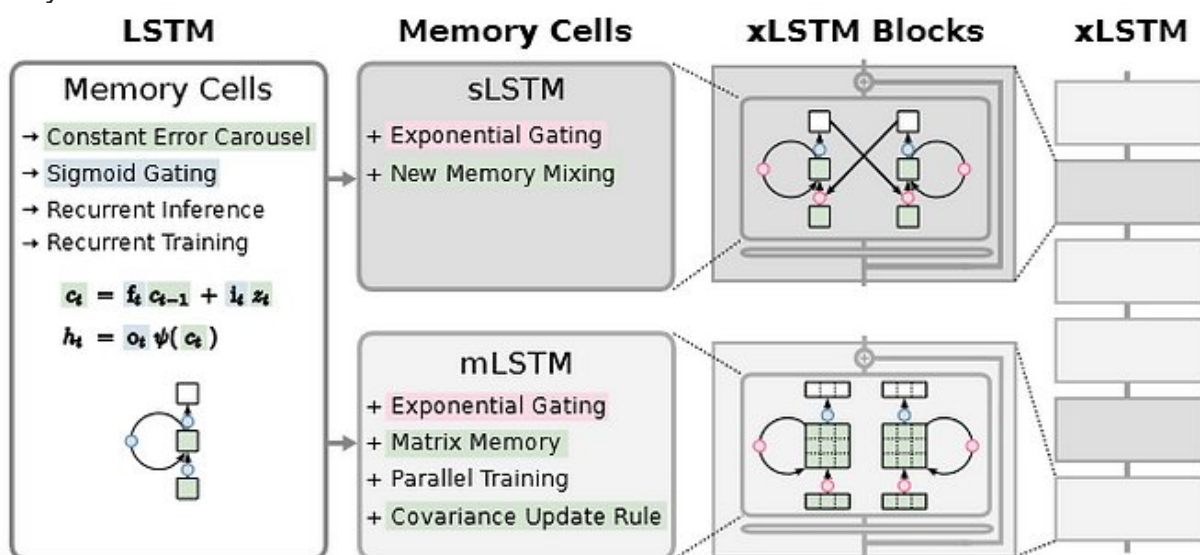 LSTM
Memory Cells
xLSTM Blocks
xLSTM
Memory Cells
→ Constant Error Carousel
→ Sigmoid Gating
→ Recurrent Inference
→ Recurrent Training
cₜ = fₜ cₜ₋₁ + iₜ zₜ
hₜ = oₜ ψ( cₜ )
sLSTM
+ Exponential Gating
+ New Memory Mixing
mLSTM
+ Exponential Gating
+ Matrix Memory
+ Parallel Training
+ Covariance Update Rule